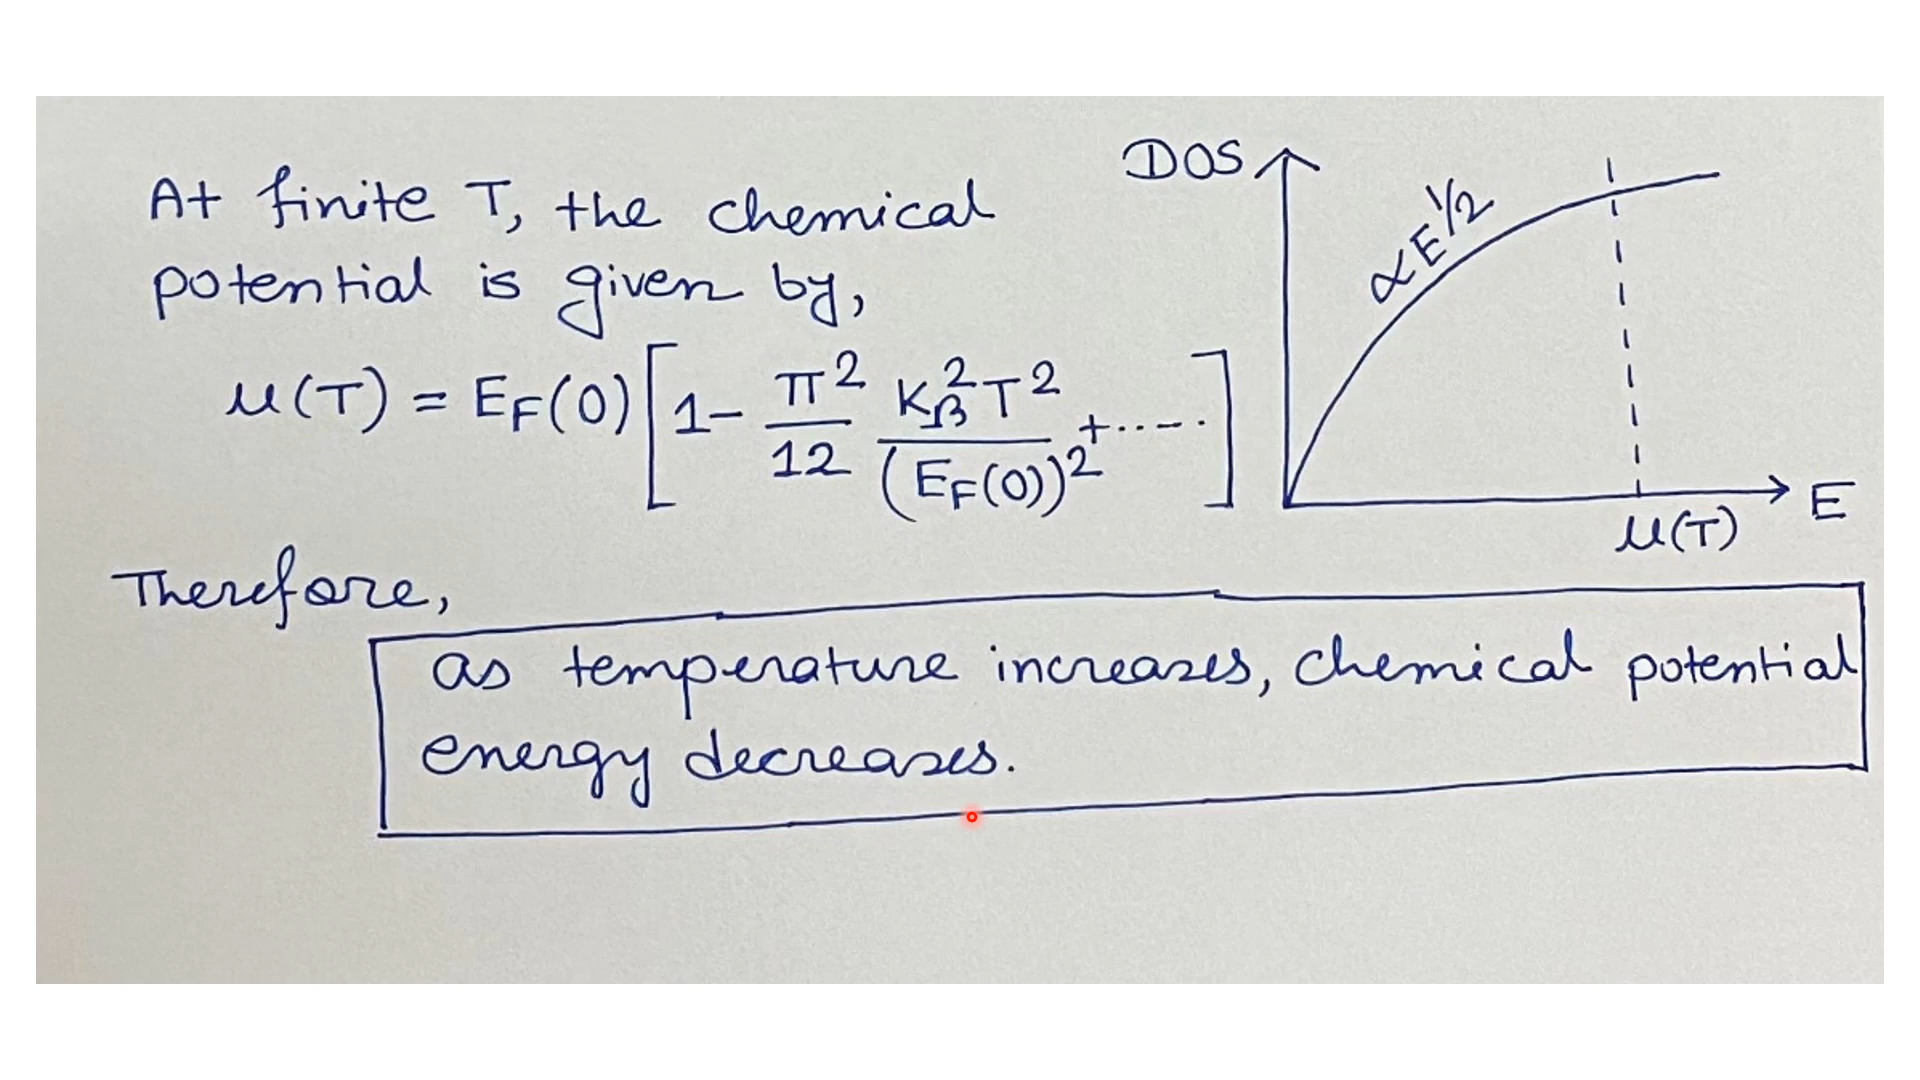 At finite T, the chemical
potential is given by,
μ(T) = E_F(0) [1 - π²/12 K_B²T²/(E_F(0))² + ....]
DOS
∝ E^1/2
E
μ(T)
Therefore,
as temperature increases, chemical potential
energy decreases.